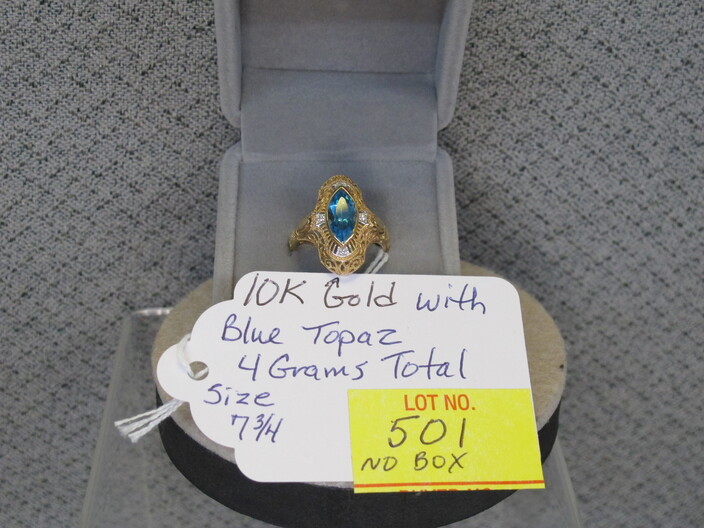 10K Gold with
Blue Topaz
4 Grams Total
Size
7 3/4
LOT NO.
501
NO BOX